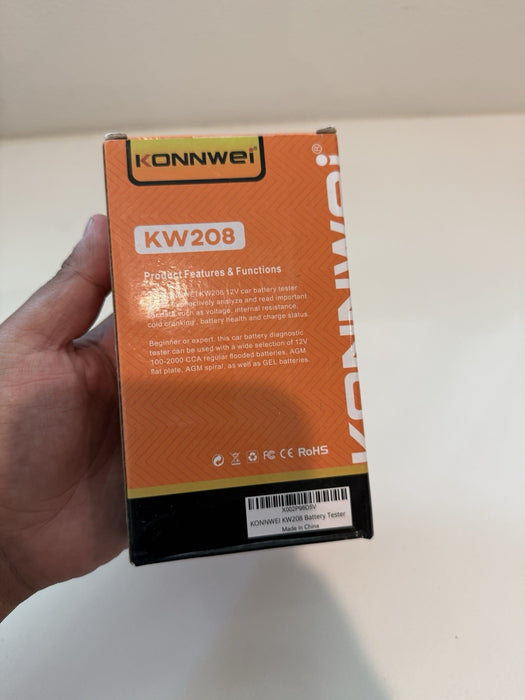 KONNWEI®
KONNWEI®
KW208
Product Features & Functions
KW208 12V car battery tester
analyze and read important
such as voltage, internal resistance,
cold cranking, battery health and charge status.
Beginner or expert, this car battery diagnostic
tester can be used with a wide selection of 12V
100-2000 CCA regular flooded batteries, AGM
flat plate, AGM spiral, as well as GEL batteries.
FC CE RoHS
KONNWEI KW208 Battery Tester
Made in China